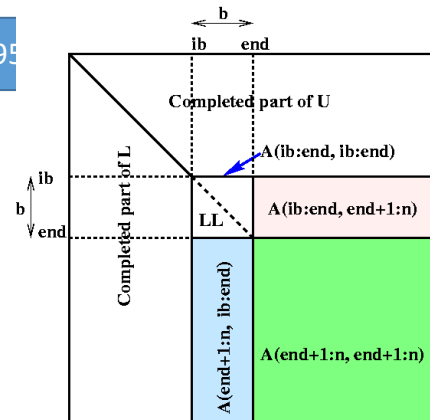 95
b
ib end
Completed part of U
A(ib:end, ib:end)
ib
b
end
Completed part of L
LL
A(ib:end, end+1:n)
A(end+1:n, ib:end)
A(end+1:n, end+1:n)